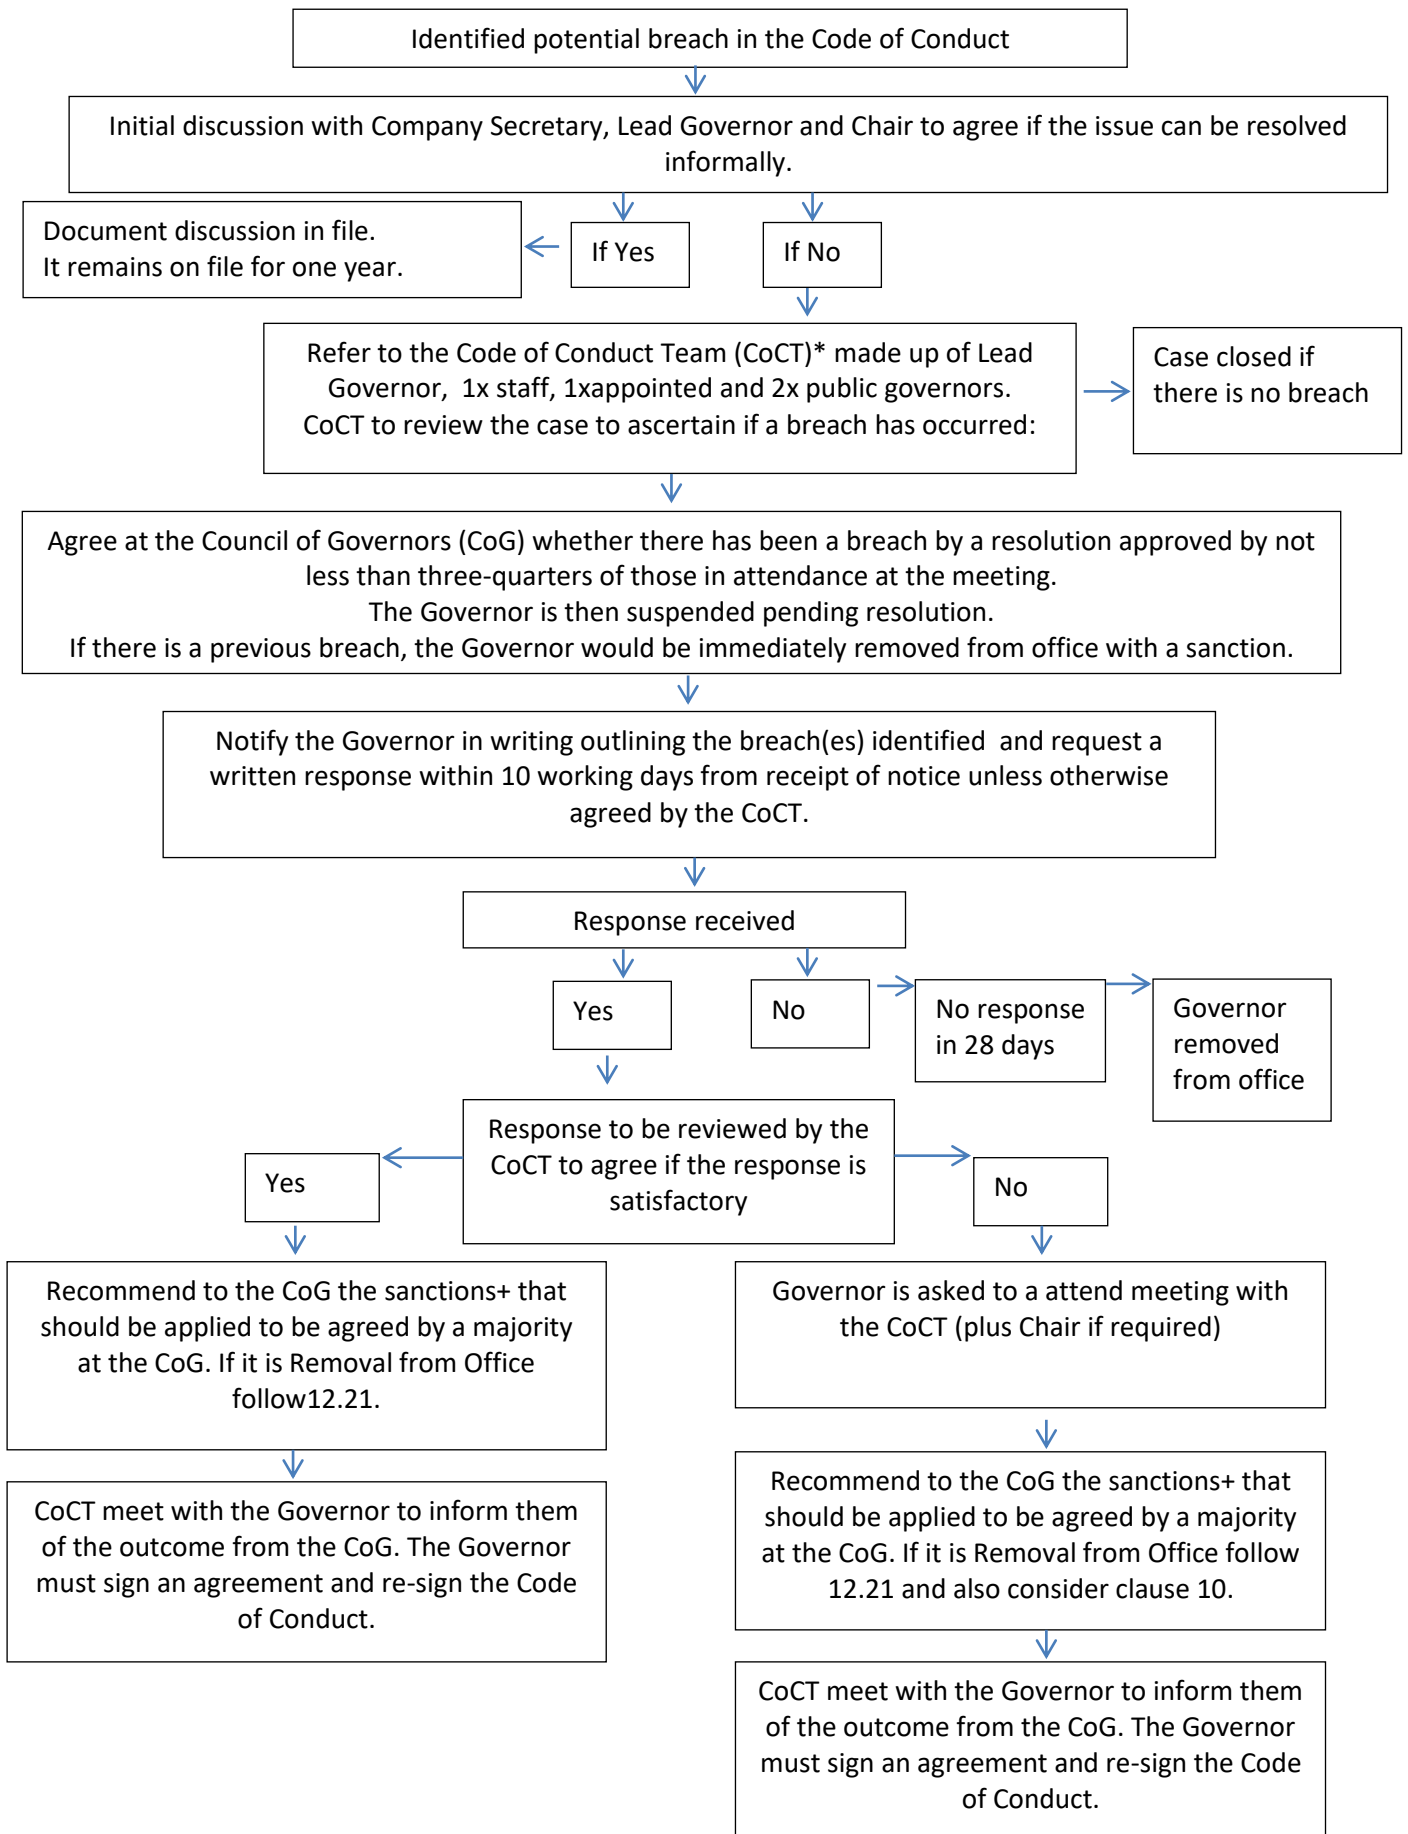 Identified potential breach in the Code of Conduct
Initial discussion with Company Secretary, Lead Governor and Chair to agree if the issue can be resolved
informally.
Document discussion in file.
It remains on file for one year.
If Yes
If No
Refer to the Code of Conduct Team (CoCT)* made up of Lead
Governor, 1x staff, 1xappointed and 2x public governors.
CoCT to review the case to ascertain if a breach has occurred:
Case closed if
there is no breach
Agree at the Council of Governors (CoG) whether there has been a breach by a resolution approved by not
less than three-quarters of those in attendance at the meeting.
The Governor is then suspended pending resolution.
If there is a previous breach, the Governor would be immediately removed from office with a sanction.
Notify the Governor in writing outlining the breach(es) identified and request a
written response within 10 working days from receipt of notice unless otherwise
agreed by the CoCT.
Response received
Yes
No
No response
in 28 days
Governor
removed
from office
Response to be reviewed by the
CoCT to agree if the response is
satisfactory
Yes
No
Recommend to the CoG the sanctions+ that
should be applied to be agreed by a majority
at the CoG. If it is Removal from Office
follow12.21.
CoCT meet with the Governor to inform them
of the outcome from the CoG. The Governor
must sign an agreement and re-sign the Code
of Conduct.
Governor is asked to a attend meeting with
the CoCT (plus Chair if required)
Recommend to the CoG the sanctions+ that
should be applied to be agreed by a majority
at the CoG. If it is Removal from Office follow
12.21 and also consider clause 10.
CoCT meet with the Governor to inform them
of the outcome from the CoG. The Governor
must sign an agreement and re-sign the Code
of Conduct.